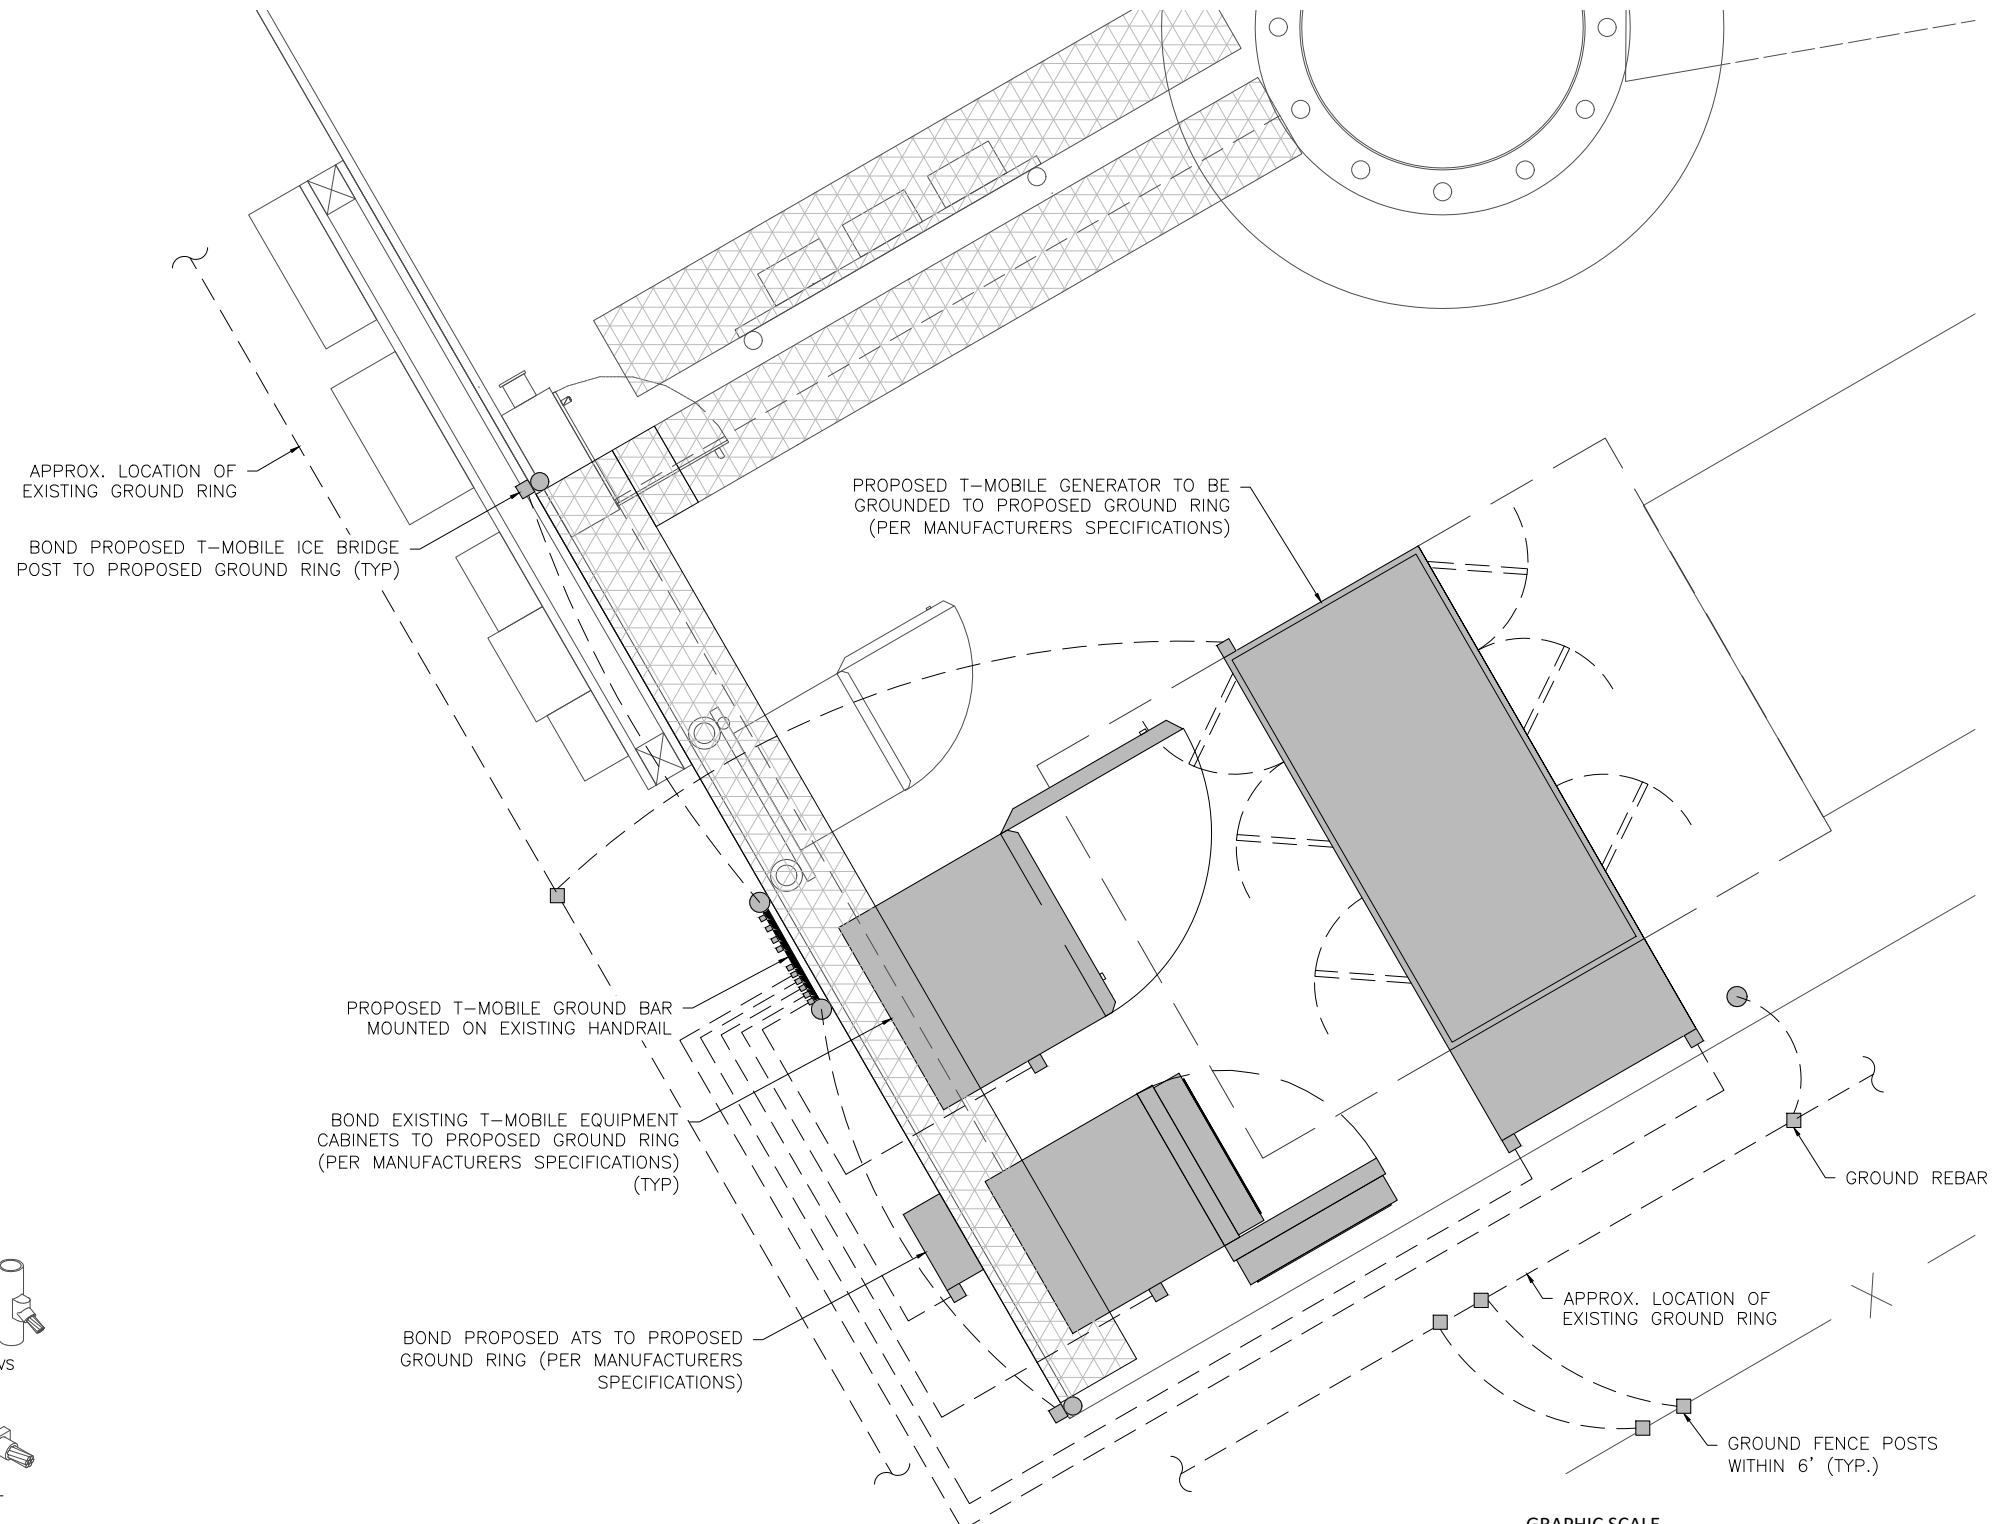 APPROX. LOCATION OF
EXISTING GROUND RING
BOND PROPOSED T-MOBILE ICE BRIDGE
POST TO PROPOSED GROUND RING (TYP)
PROPOSED T-MOBILE GENERATOR TO BE
GROUNDED TO PROPOSED GROUND RING
(PER MANUFACTURERS SPECIFICATIONS)
PROPOSED T-MOBILE GROUND BAR
MOUNTED ON EXISTING HANDRAIL
BOND EXISTING T-MOBILE EQUIPMENT
CABINETS TO PROPOSED GROUND RING
(PER MANUFACTURERS SPECIFICATIONS)
(TYP)
GROUND REBAR
APPROX. LOCATION OF
EXISTING GROUND RING
BOND PROPOSED ATS TO PROPOSED
GROUND RING (PER MANUFACTURERS
SPECIFICATIONS)
GROUND FENCE POSTS
WITHIN 6' (TYP.)
GRAPHIC SCALE